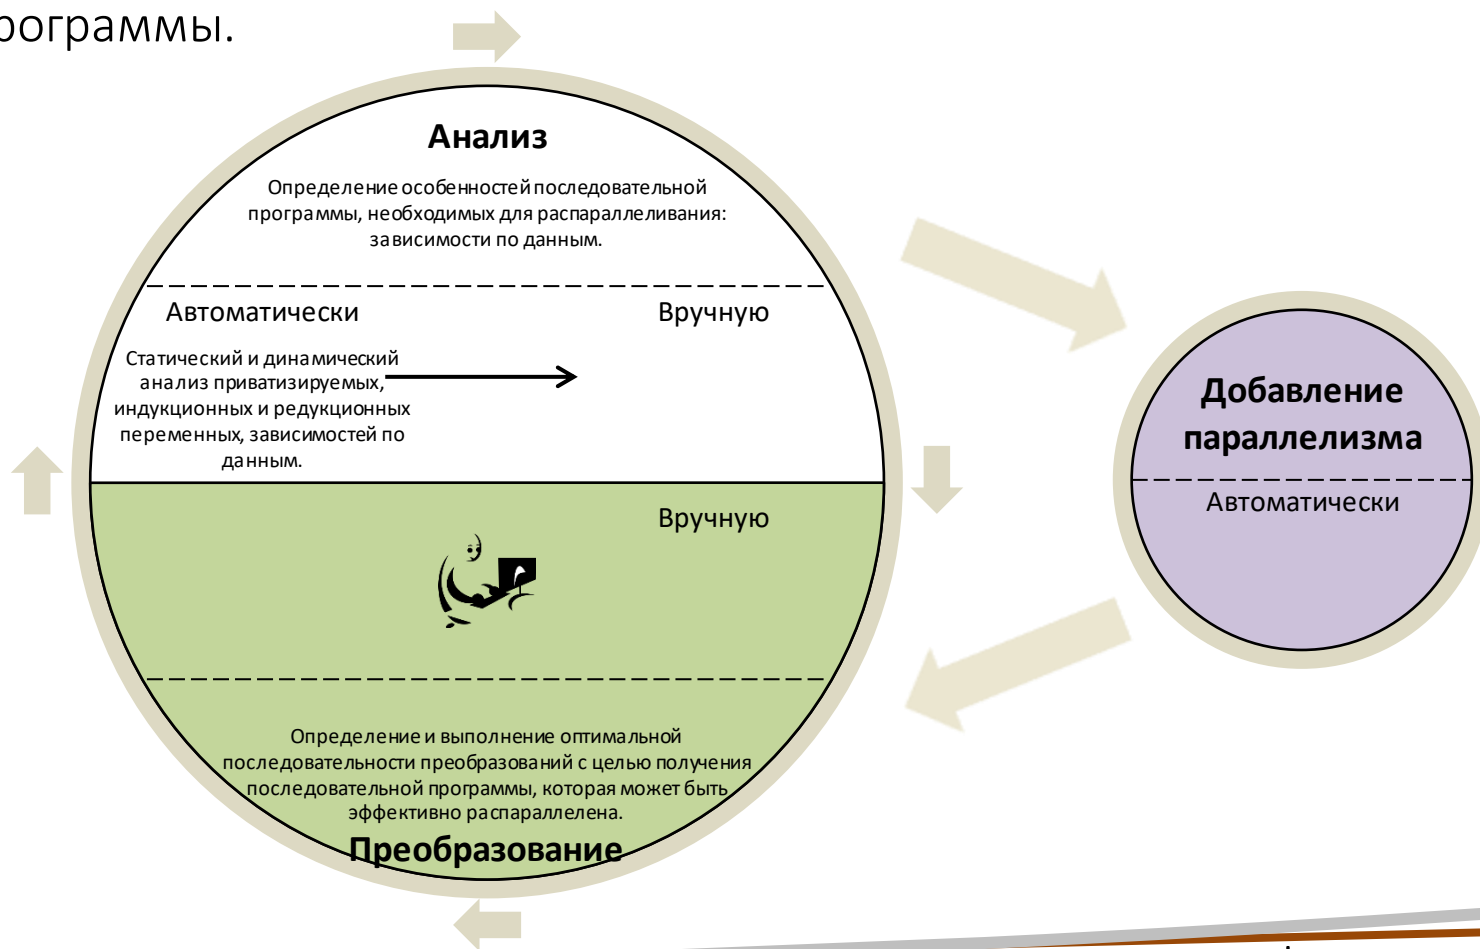 рограммы.
Анализ
Определение особенностей последовательной
программы, необходимых для распараллеливания:
зависимости по данным.
Автоматически
Вручную
Статический и динамический
анализ приватизируемых,
индукционных и редукционных
переменных, зависимостей по
данным.
Вручную
Определение и выполнение оптимальной
последовательности преобразований с целью получения
последовательной программы, которая может быть
эффективно распараллелена.
Преобразование
Добавление
параллелизма
Автоматически